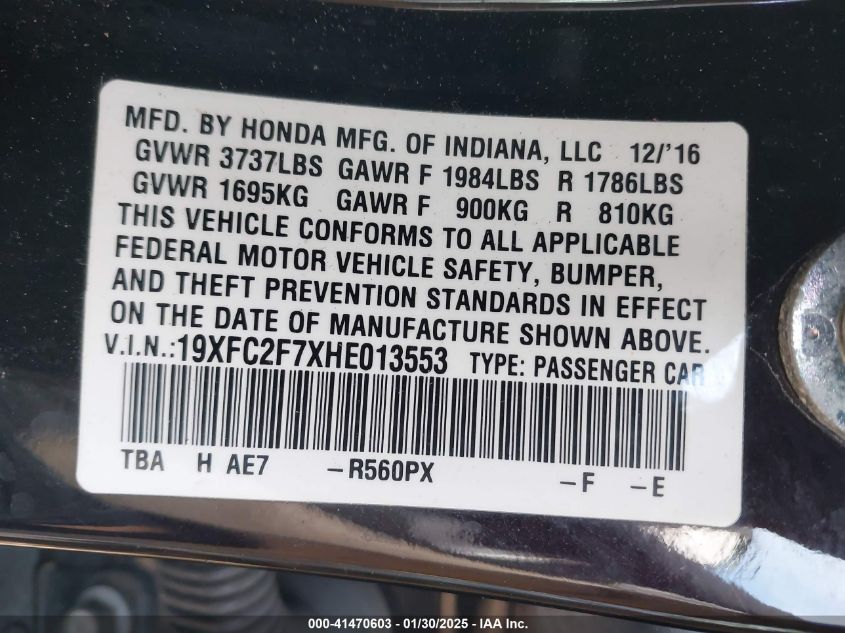 MFD. BY HONDA MFG. OF INDIANA, LLC 12/'16
GVWR 3737LBS GAWR F 1984LBS R 1786LBS
GVWR 1695KG GAWR F 900KG R 810KG
THIS VEHICLE CONFORMS TO ALL APPLICABLE
FEDERAL MOTOR VEHICLE SAFETY, BUMPER,
AND THEFT PREVENTION STANDARDS IN EFFECT
ON THE DATE OF MANUFACTURE SHOWN ABOVE.
V.I.N.:19XFC2F7XHE013553 TYPE: PASSENGER CAR
TBA H AE7 -R560PX -F -E
000-41470603 - 01/30/2025 - IAA Inc.